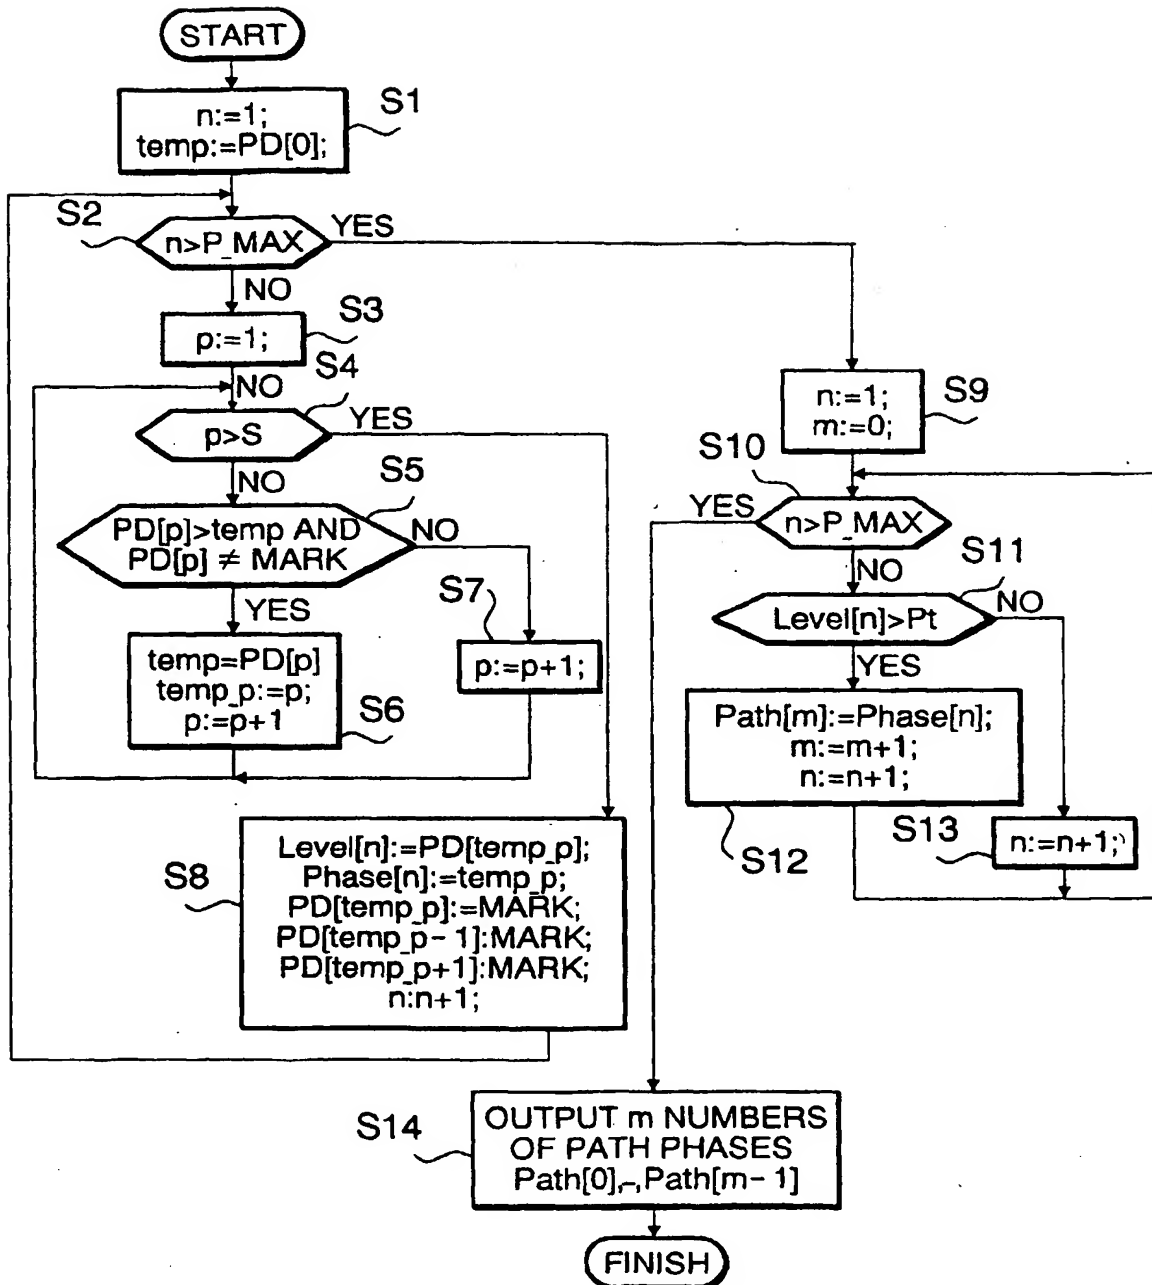 START
S1
n:=1;
temp:=PD[0];
S2
n>P_MAX
YES
NO
S3
p:=1;
S4
NO
p>S
YES
NO
S5
PD[p]>temp AND
PD[p] ≠ MARK
NO
YES
S7
temp=PD[p]
temp_p:=p;
p:=p+1
p:=p+1;
S6
S8
Level[n]:=PD[temp_p];
Phase[n]:=temp_p;
PD[temp_p]:=MARK;
PD[temp_p-1]:MARK;
PD[temp_p+1]:MARK;
n:n+1;
S9
n:=1;
m:=0;
S10
YES
n>P_MAX
NO
S11
Level[n]>Pt
NO
YES
Path[m]:=Phase[n];
m:=m+1;
n:=n+1;
S12
S13
n:=n+1;
S14
OUTPUT m NUMBERS
OF PATH PHASES
Path[0],-,Path[m-1]
FINISH